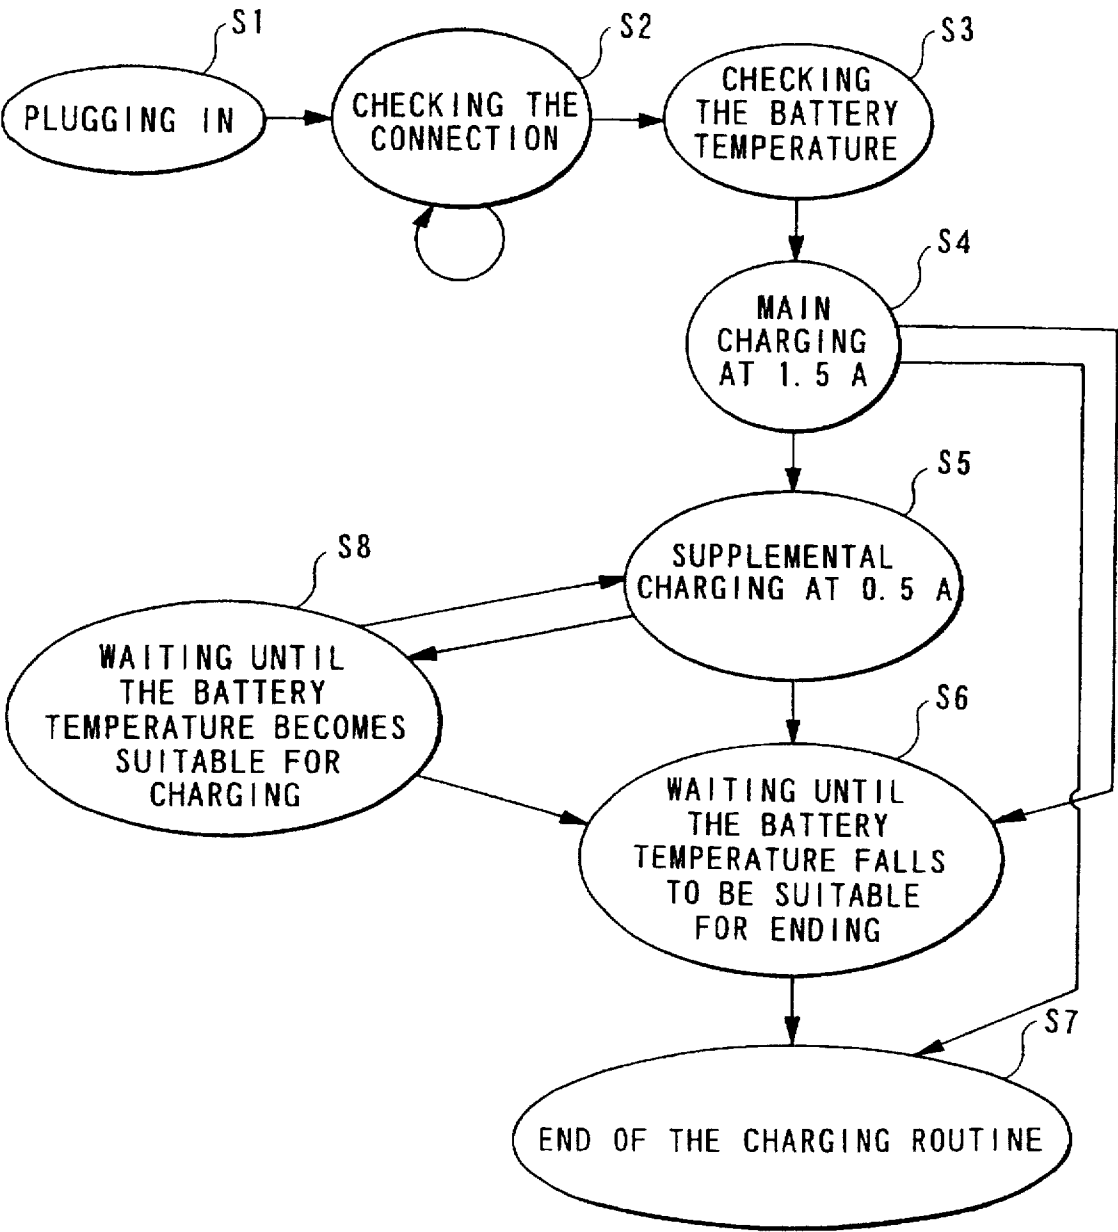 S1
PLUGGING IN
S2
CHECKING THE
CONNECTION
S3
CHECKING
THE BATTERY
TEMPERATURE
S4
MAIN
CHARGING
AT 1.5 A
S5
SUPPLEMENTAL
CHARGING AT 0.5 A
S8
WAITING UNTIL
THE BATTERY
TEMPERATURE BECOMES
SUITABLE FOR
CHARGING
S6
WAITING UNTIL
THE BATTERY
TEMPERATURE FALLS
TO BE SUITABLE
FOR ENDING
S7
END OF THE CHARGING ROUTINE